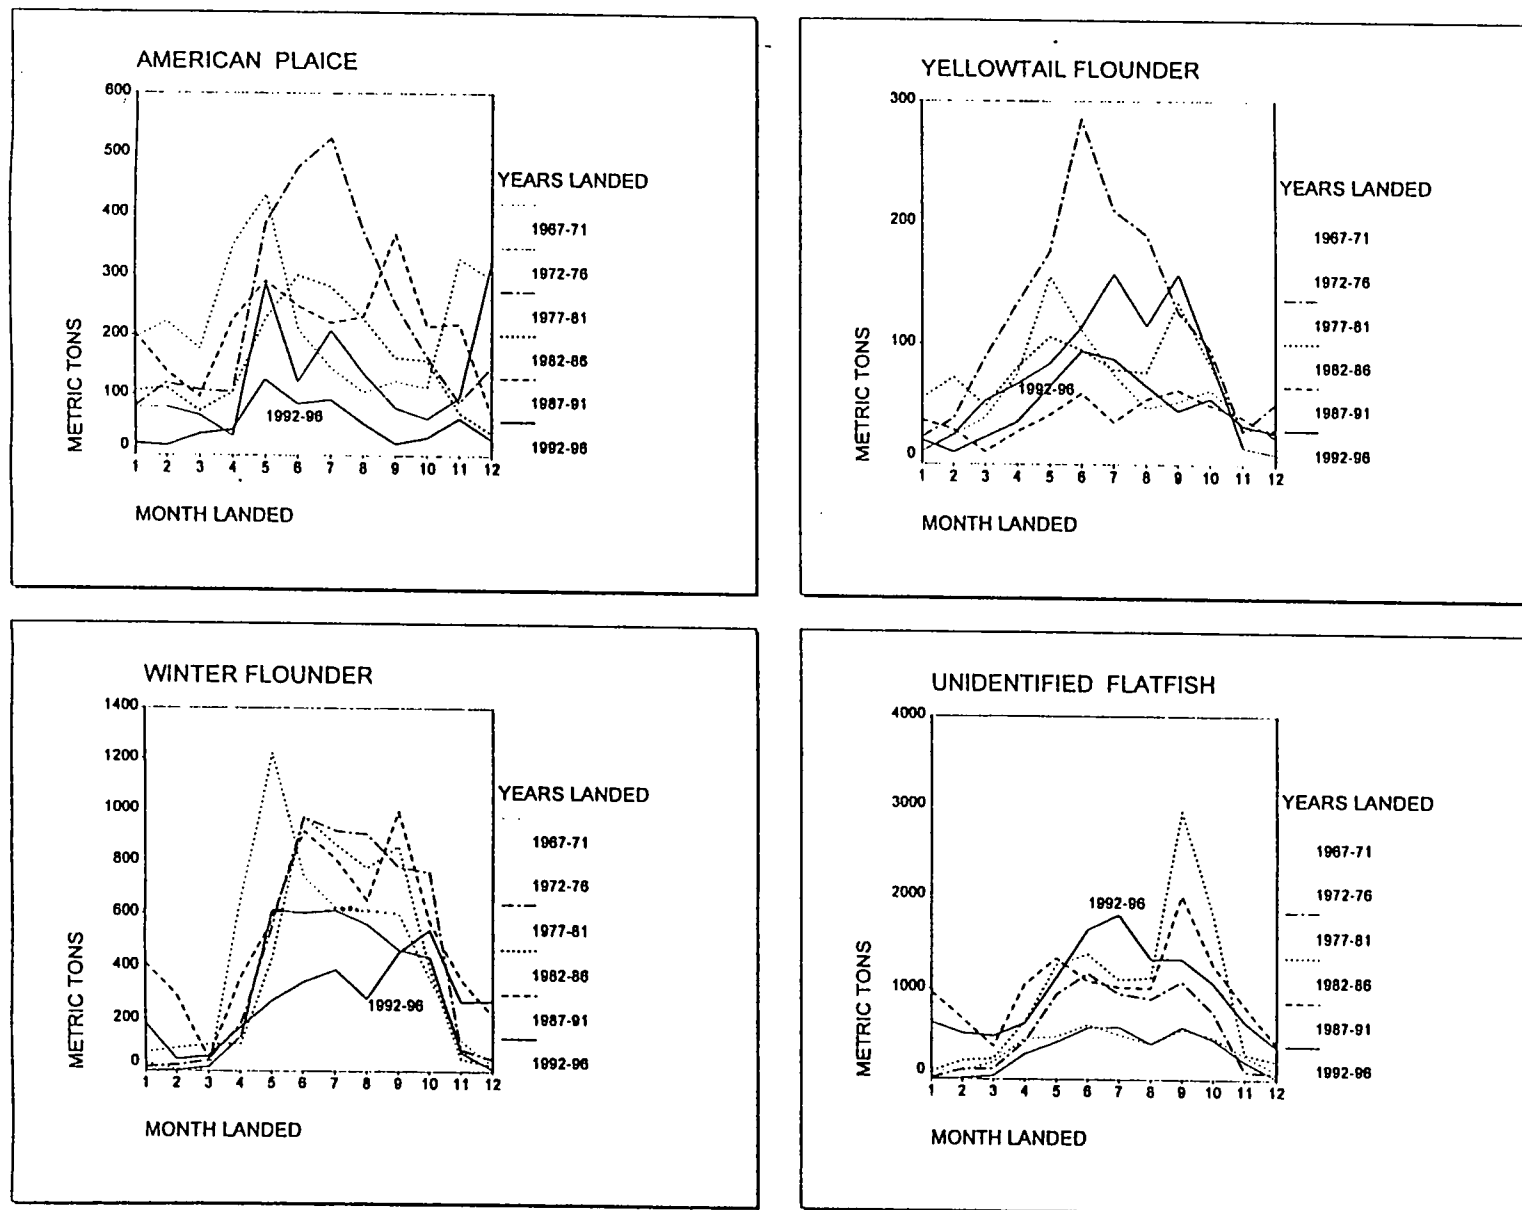 AMERICAN PLAICE
600
500
400
300
200
100
0
METRIC TONS
1 2 3 4 5 6 7 8 9 10 11 12
MONTH LANDED
1992-96
YEARS LANDED
1967-71
1972-76
1977-81
1982-86
1987-91
1992-96
YELLOWTAIL FLOUNDER
300
200
100
0
METRIC TONS
1 2 3 4 5 6 7 8 9 10 11 12
MONTH LANDED
1992-96
YEARS LANDED
1967-71
1972-76
1977-81
1982-86
1987-91
1992-96
WINTER FLOUNDER
1400
1200
1000
800
600
400
200
0
METRIC TONS
1 2 3 4 5 6 7 8 9 10 11 12
MONTH LANDED
1992-96
YEARS LANDED
1967-71
1972-76
1977-81
1982-86
1987-91
1992-96
UNIDENTIFIED FLATFISH
4000
3000
2000
1000
0
METRIC TONS
1 2 3 4 5 6 7 8 9 10 11 12
MONTH LANDED
1992-96
YEARS LANDED
1967-71
1972-76
1977-81
1982-86
1987-91
1992-96